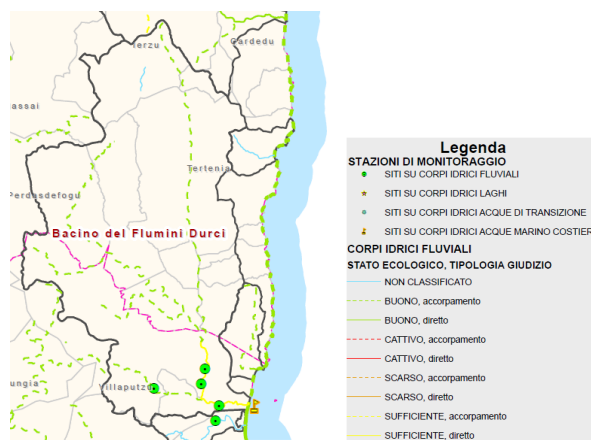 Ierzu
Cardedu
assai
Tertenia
Perdasdefogu
Bacino del Flumini Durci
ungia
Villaputzu
Legenda
STAZIONI DI MONITORAGGIO
SITI SU CORPI IDRICI FLUVIALI
SITI SU CORPI IDRICI LAGHI
SITI SU CORPI IDRICI ACQUE DI TRANSIZIONE
SITI SU CORPI IDRICI ACQUE MARINO COSTIER
CORPI IDRICI FLUVIALI
STATO ECOLOGICO, TIPOLOGIA GIUDIZIO
NON CLASSIFICATO
BUONO, accorpamento
BUONO, diretto
CATTIVO, accorpamento
CATTIVO, diretto
SCARSO, accorpamento
SCARSO, diretto
SUFFICIENTE, accorpamento
SUFFICIENTE, diretto